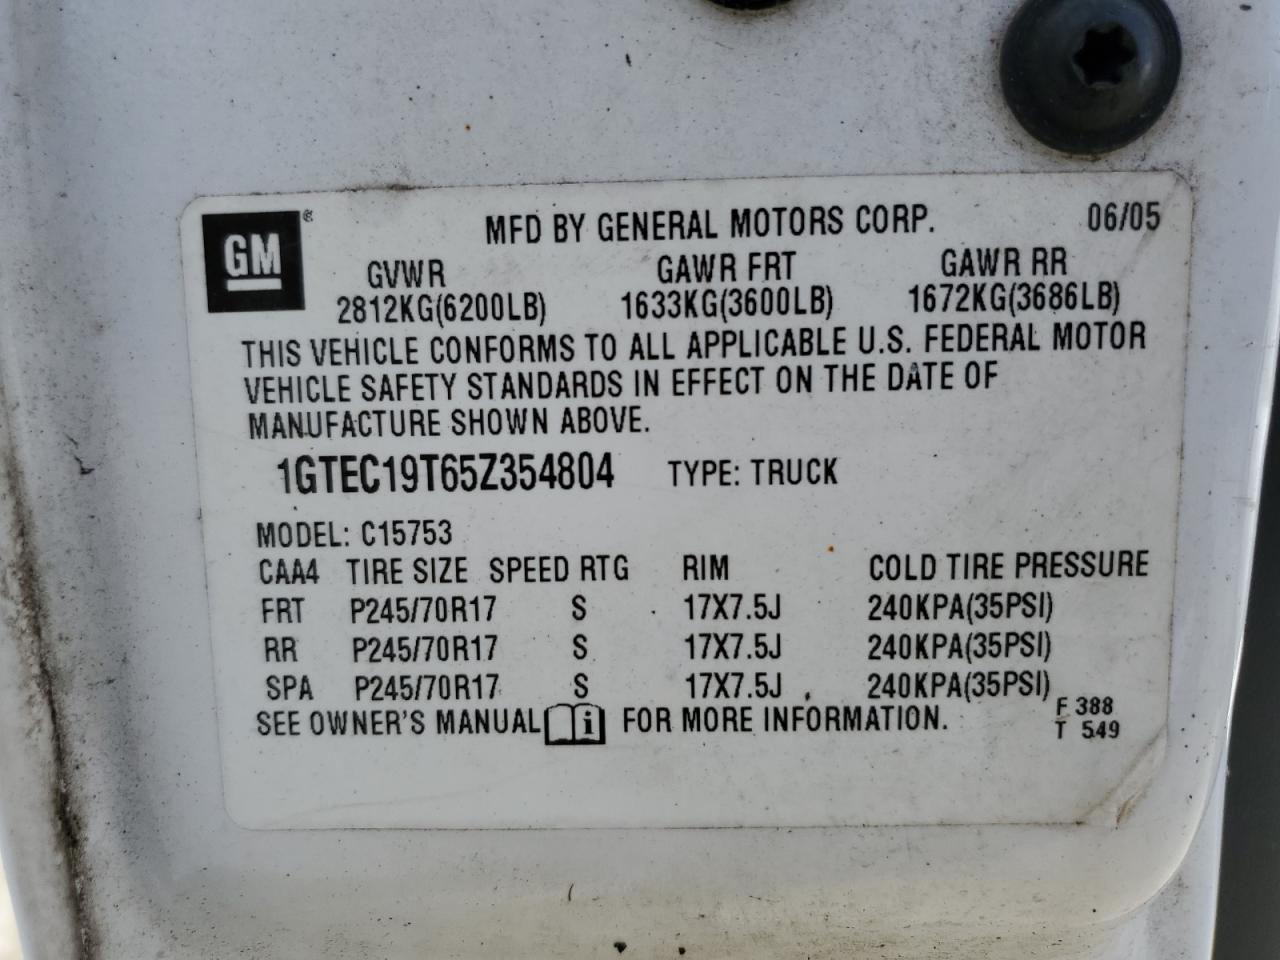 GM®
MFD BY GENERAL MOTORS CORP. 06/05
GVWR GAWR FRT GAWR RR
2812KG(6200LB) 1633KG(3600LB) 1672KG(3686LB)
THIS VEHICLE CONFORMS TO ALL APPLICABLE U.S. FEDERAL MOTOR
VEHICLE SAFETY STANDARDS IN EFFECT ON THE DATE OF
MANUFACTURE SHOWN ABOVE.
1GTEC19T65Z354804 TYPE: TRUCK
MODEL: C15753
CAA4 TIRE SIZE SPEED RTG RIM COLD TIRE PRESSURE
FRT P245/70R17 S 17X7.5J 240KPA(35PSI)
RR P245/70R17 S 17X7.5J 240KPA(35PSI)
SPA P245/70R17 S 17X7.5J 240KPA(35PSI)
SEE OWNER'S MANUAL i FOR MORE INFORMATION.
F 388
T 549